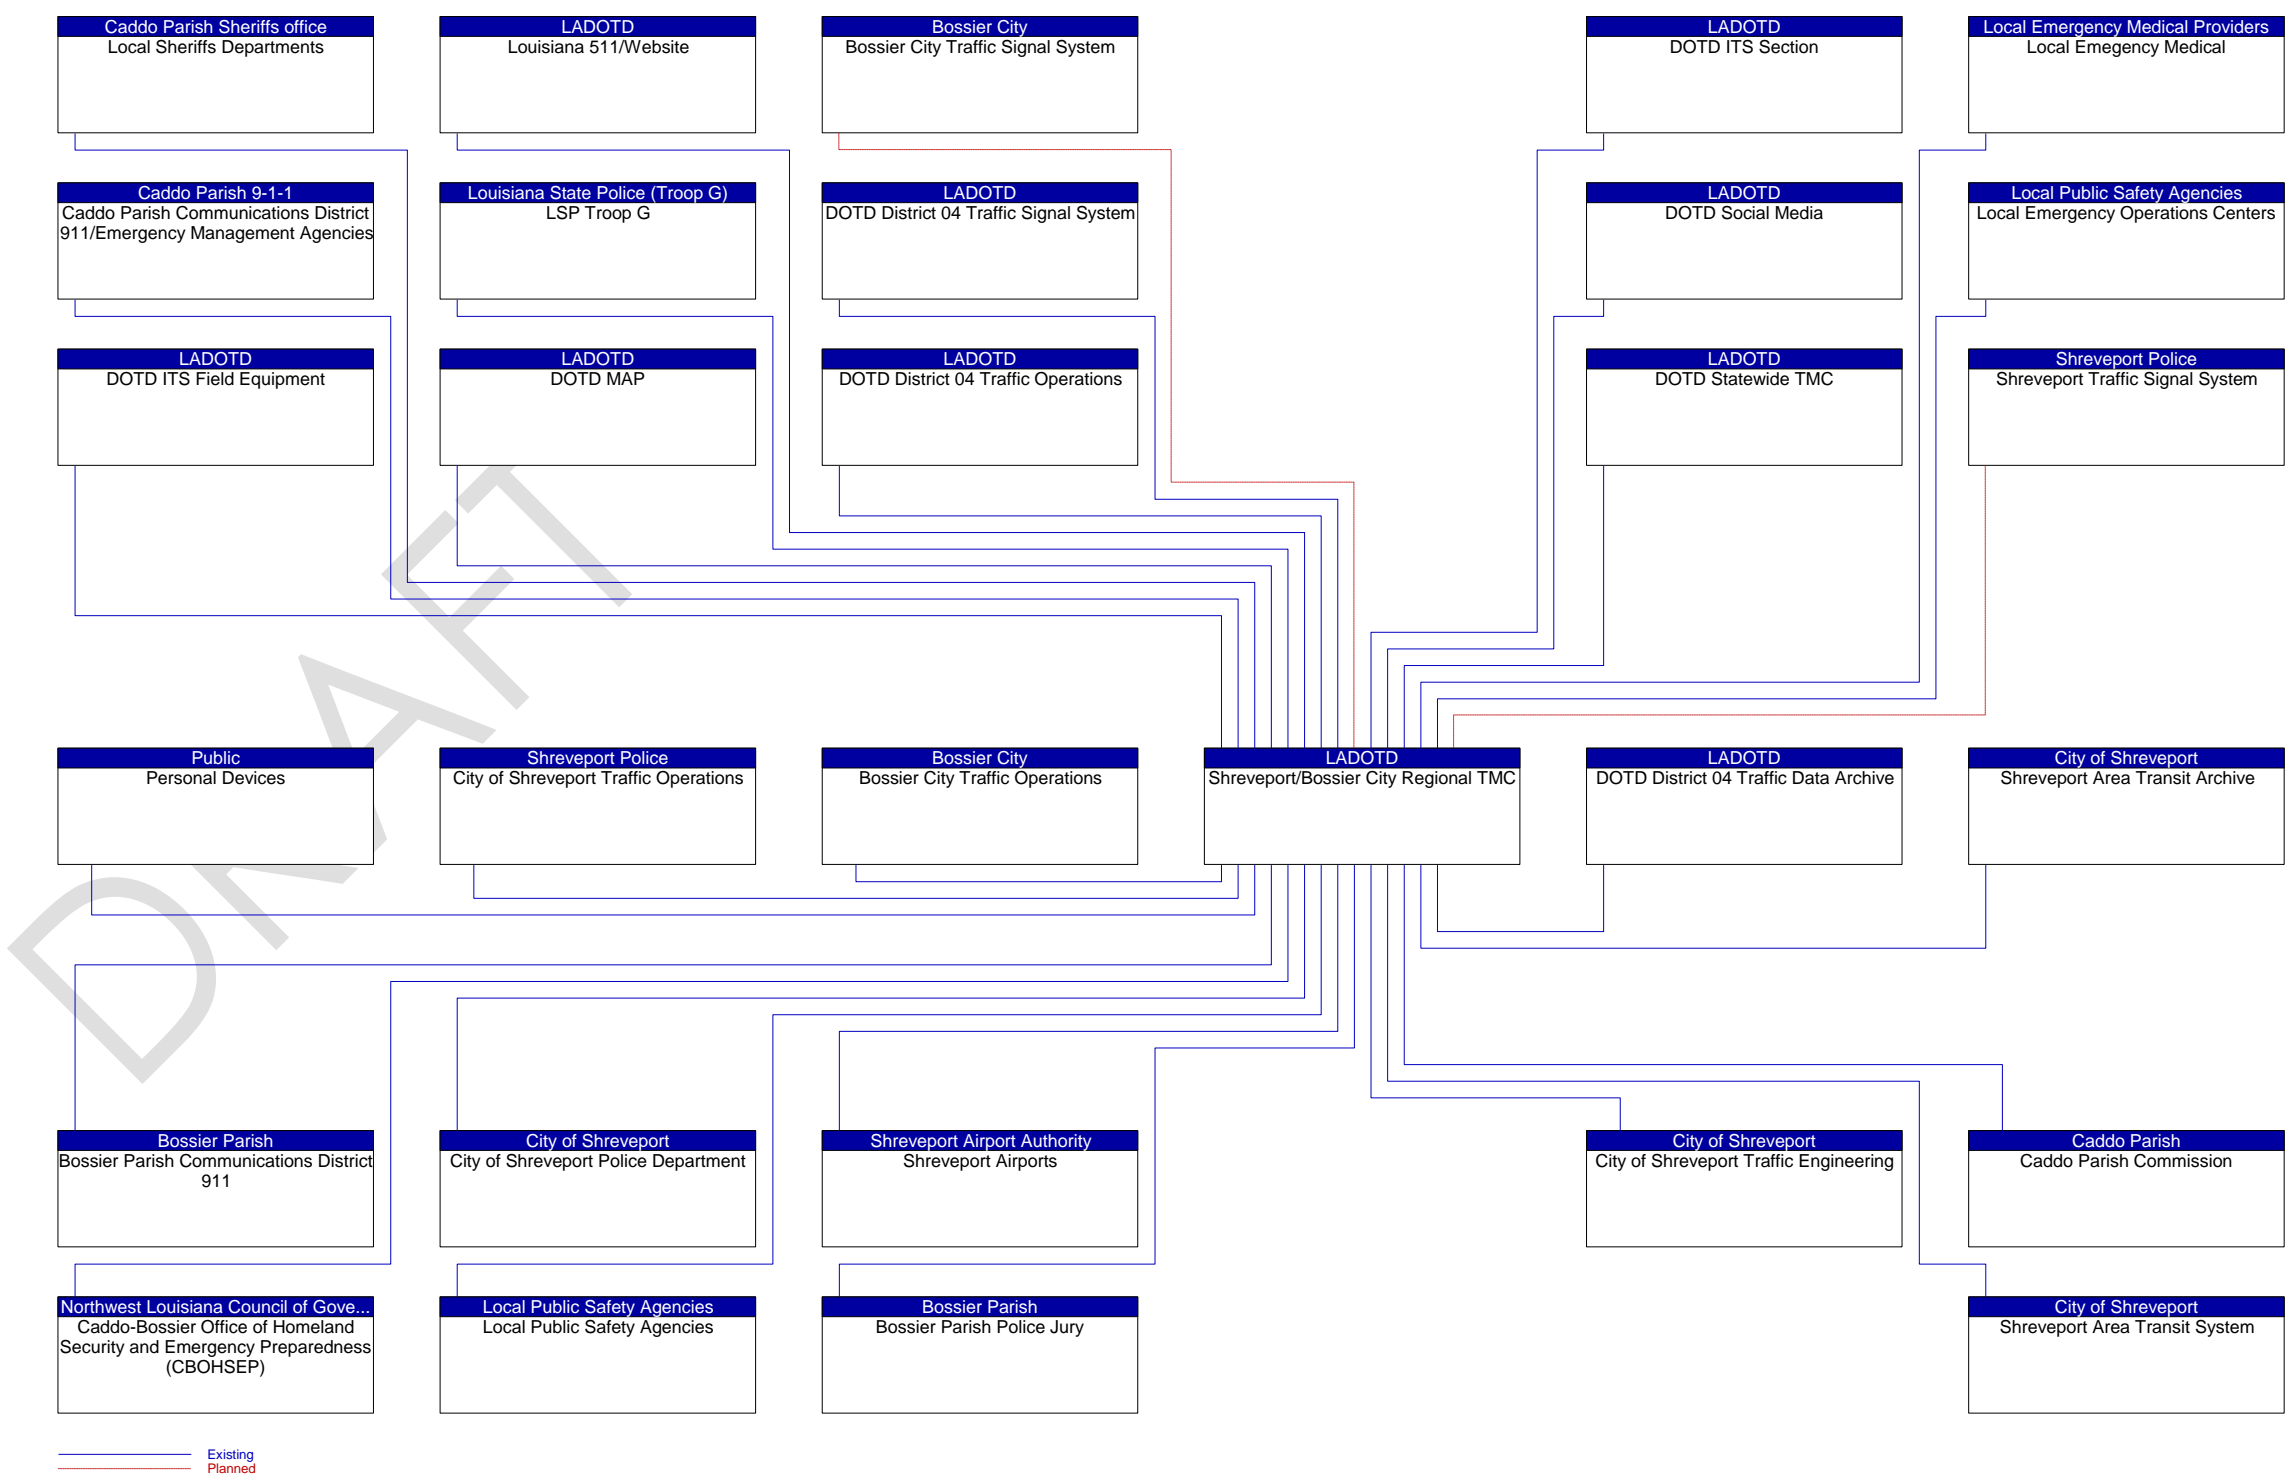 Caddo Parish Sheriffs office
Local Sheriffs Departments
LADOTD
Louisiana 511/Website
Bossier City
Bossier City Traffic Signal System
LADOTD
DOTD ITS Section
Local Emergency Medical Providers
Local Emegency Medical
Caddo Parish 9-1-1
Caddo Parish Communications District
911/Emergency Management Agencies
Louisiana State Police (Troop G)
LSP Troop G
LADOTD
DOTD District 04 Traffic Signal System
LADOTD
DOTD Social Media
Local Public Safety Agencies
Local Emergency Operations Centers
LADOTD
DOTD ITS Field Equipment
LADOTD
DOTD MAP
LADOTD
DOTD District 04 Traffic Operations
LADOTD
DOTD Statewide TMC
Shreveport Police
Shreveport Traffic Signal System
DRAFT
Public
Personal Devices
Shreveport Police
City of Shreveport Traffic Operations
Bossier City
Bossier City Traffic Operations
LADOTD
Shreveport/Bossier City Regional TMC
LADOTD
DOTD District 04 Traffic Data Archive
City of Shreveport
Shreveport Area Transit Archive
Bossier Parish
Bossier Parish Communications District
911
City of Shreveport
City of Shreveport Police Department
Shreveport Airport Authority
Shreveport Airports
City of Shreveport
City of Shreveport Traffic Engineering
Caddo Parish
Caddo Parish Commission
Northwest Louisiana Council of Gove...
Caddo-Bossier Office of Homeland
Security and Emergency Preparedness
(CBOHSEP)
Local Public Safety Agencies
Local Public Safety Agencies
Bossier Parish
Bossier Parish Police Jury
City of Shreveport
Shreveport Area Transit System
Existing
Planned